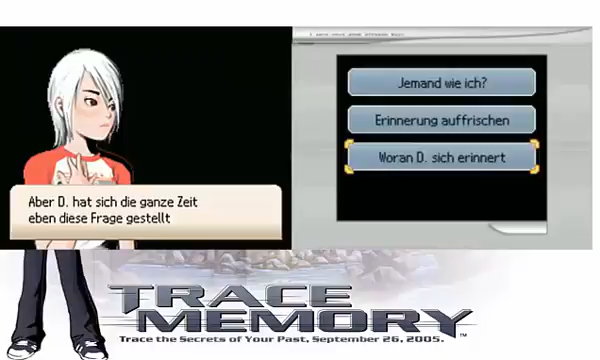 Jemand wie ich?
Erinnerung auffrischen
Woran D. sich erinnert
Aber D. hat sich die ganze Zeit
eben diese Frage gestellt
TRACE
MEMORY™
Trace the Secrets of Your Past, September 26, 2005.